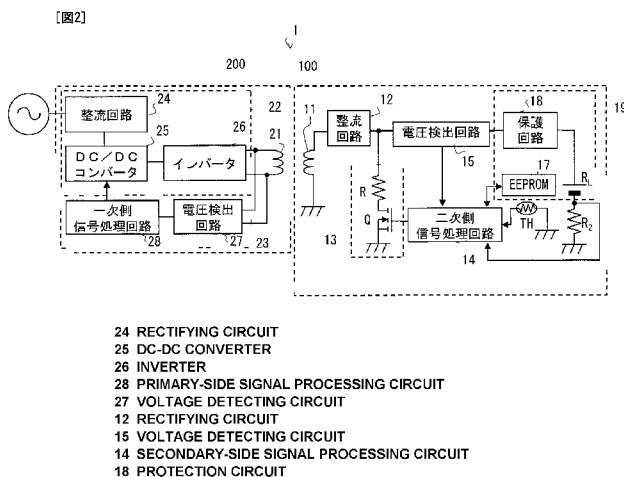 [図2]
1
200 100
24
整流回路
22
25
26
21
11
12
整流
回路
18
保護
回路
19
DC/DC
コンバータ
インバータ
電圧検出回路
15
17
EEPROM
RL
R
Q
一次側
信号処理回路
28
電圧検出
回路
27
23
13
二次側
信号処理回路
14
TH
R2
24 RECTIFYING CIRCUIT
25 DC-DC CONVERTER
26 INVERTER
28 PRIMARY-SIDE SIGNAL PROCESSING CIRCUIT
27 VOLTAGE DETECTING CIRCUIT
12 RECTIFYING CIRCUIT
15 VOLTAGE DETECTING CIRCUIT
14 SECONDARY-SIDE SIGNAL PROCESSING CIRCUIT
18 PROTECTION CIRCUIT